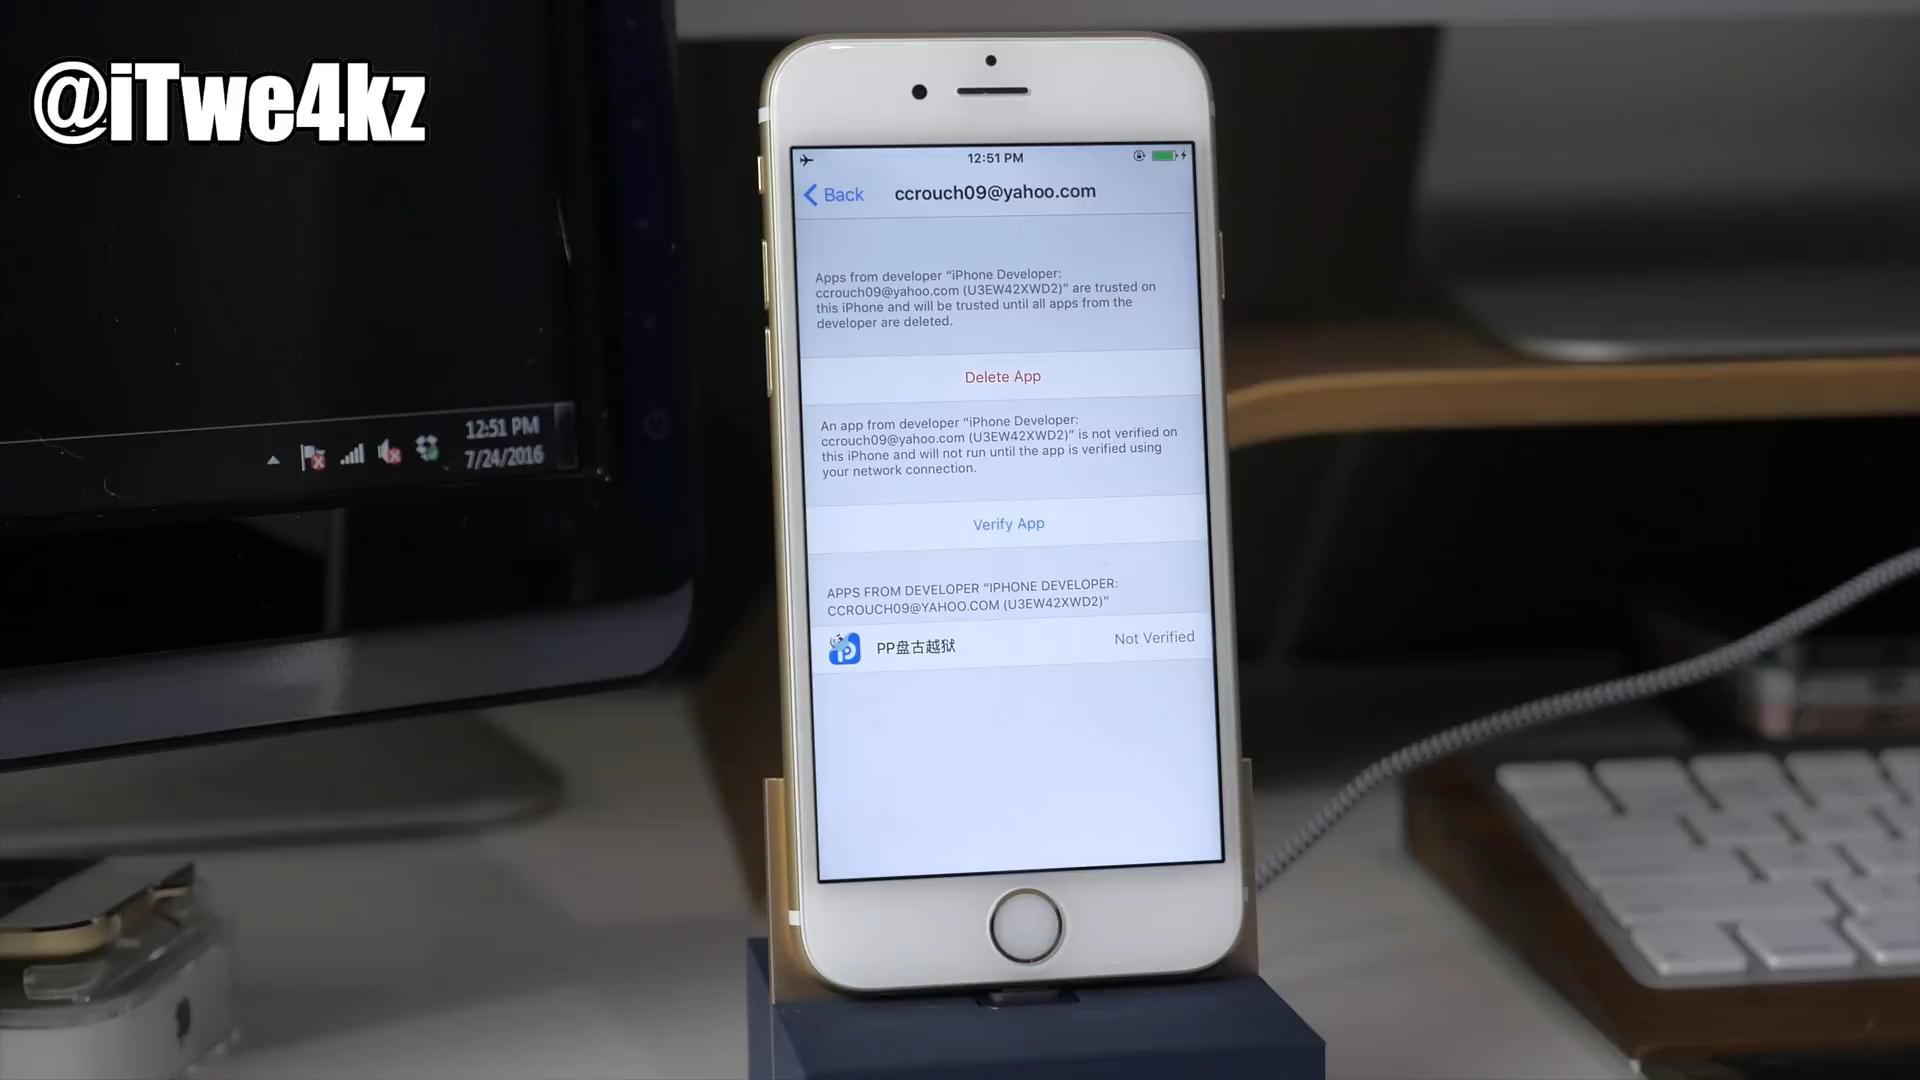 @iTwe4kz
12:51 PM
Back
ccrouch09@yahoo.com
Apps from developer “iPhone Developer:
ccrouch09@yahoo.com (U3EW42XWD2)” are trusted on
this iPhone and will be trusted until all apps from the
developer are deleted.
Delete App
An app from developer “iPhone Developer:
ccrouch09@yahoo.com (U3EW42XWD2)” is not verified on
this iPhone and will not run until the app is verified using
your network connection.
Verify App
APPS FROM DEVELOPER “IPHONE DEVELOPER:
CCROUCH09@YAHOO.COM (U3EW42XWD2)”
PP盘古越狱
Not Verified
12:51 PM
7/24/2016